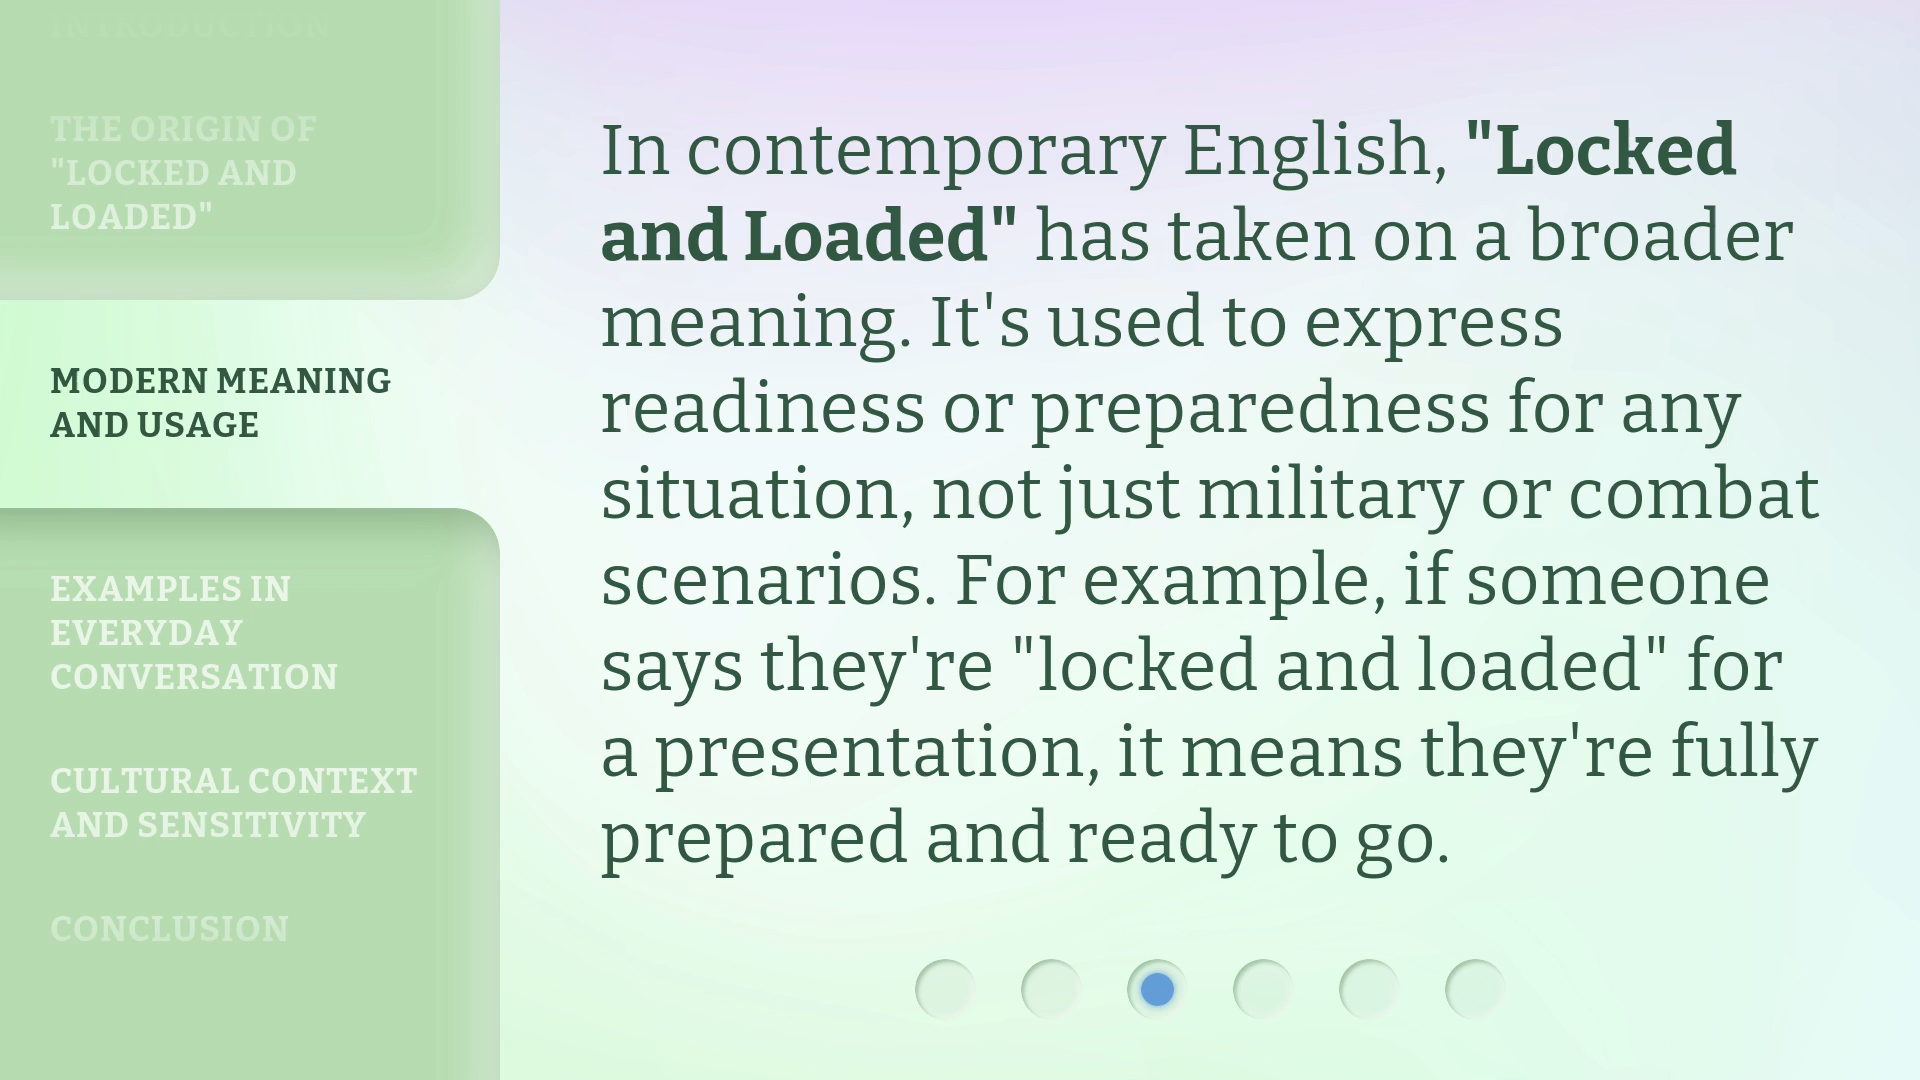 INTRODUCTION
THE ORIGIN OF
"LOCKED AND
LOADED"
MODERN MEANING
AND USAGE
EXAMPLES IN
EVERYDAY
CONVERSATION
CULTURAL CONTEXT
AND SENSITIVITY
CONCLUSION
In contemporary English, "Locked
and Loaded" has taken on a broader
meaning. It's used to express
readiness or preparedness for any
situation, not just military or combat
scenarios. For example, if someone
says they're "locked and loaded" for
a presentation, it means they're fully
prepared and ready to go.